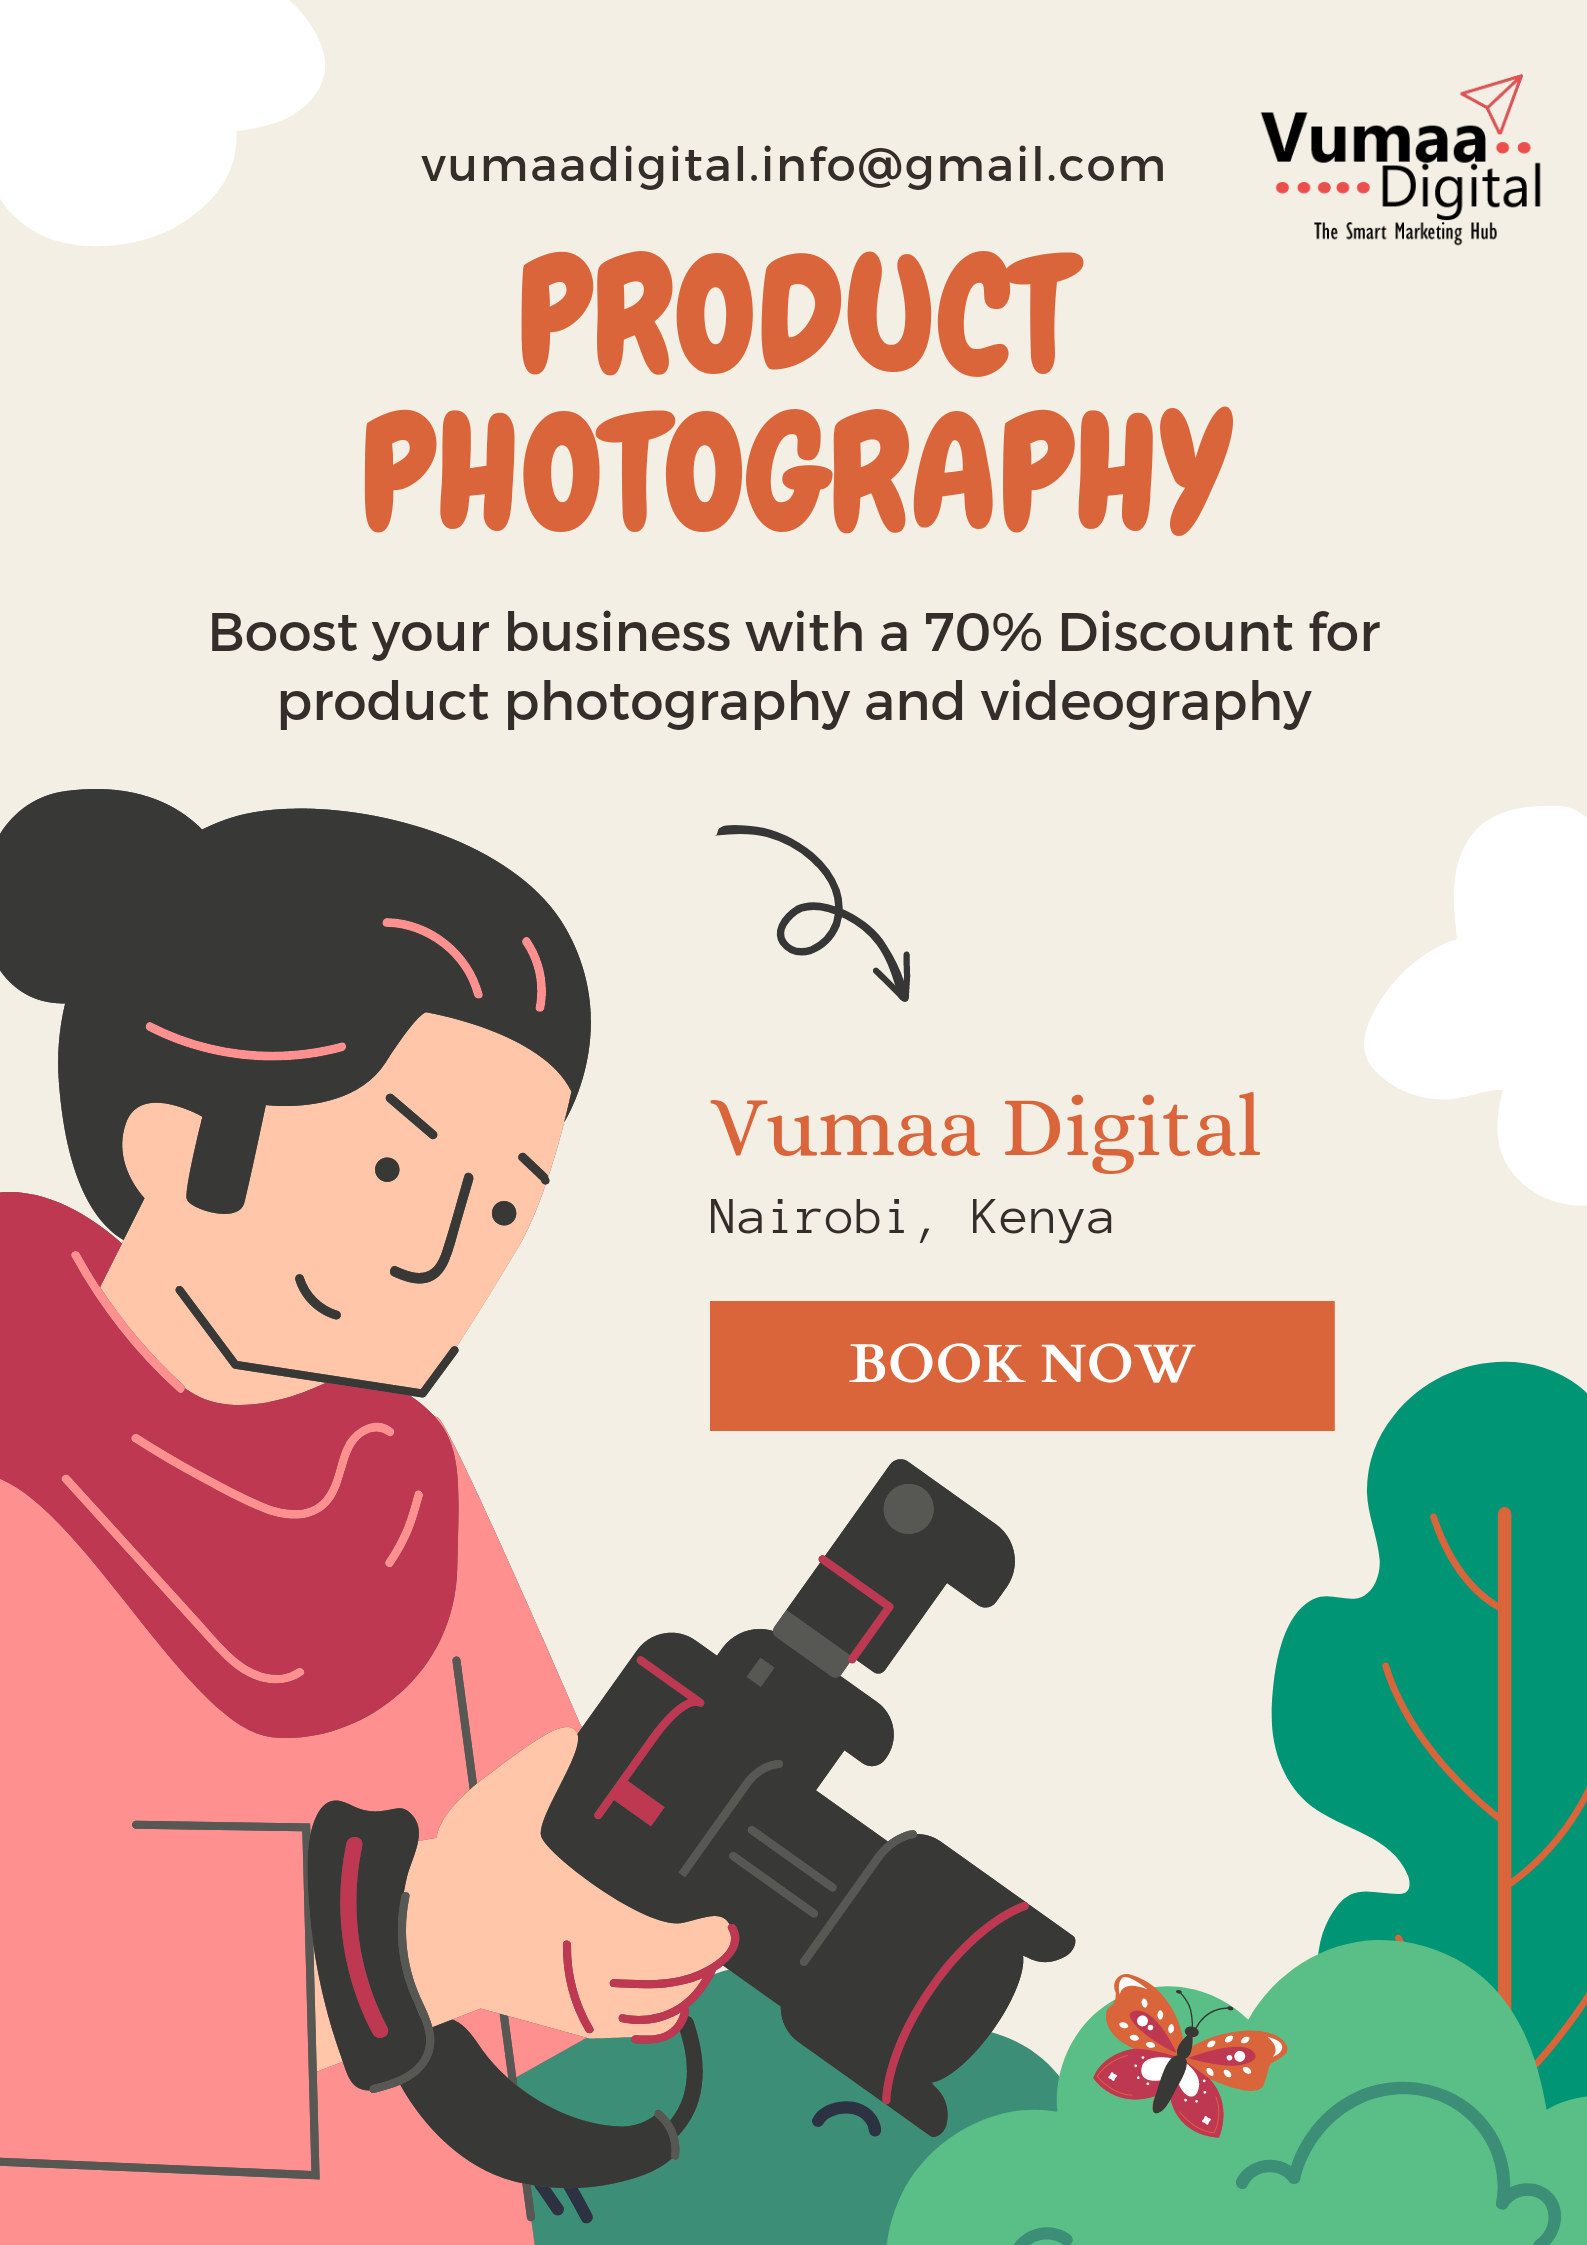 vumaadigital.info@gmail.com
Vumaa
Digital
The Smart Marketing Hub
PRODUCT
PHOTOGRAPHY
Boost your business with a 70% Discount for
product photography and videography
Vumaa Digital
Nairobi, Kenya
BOOK NOW